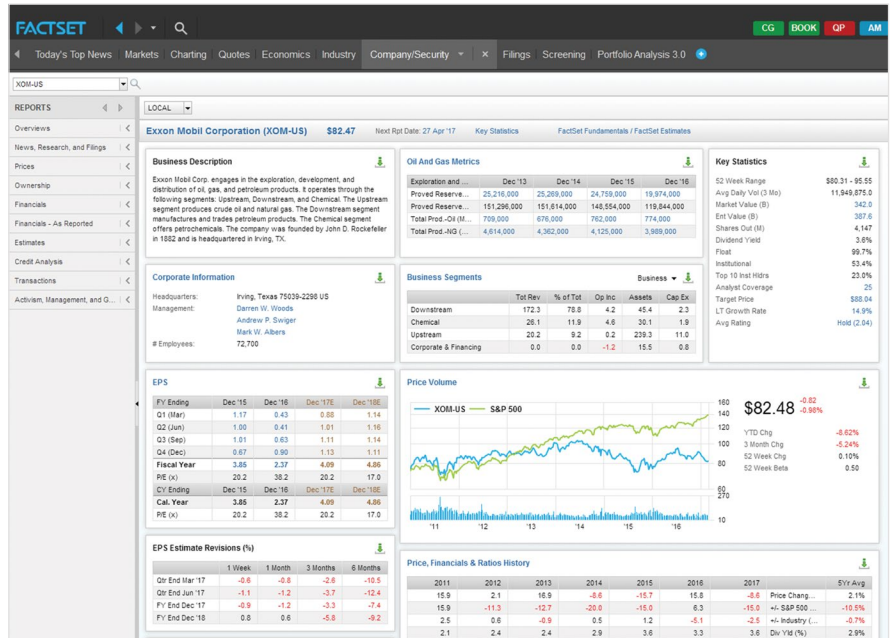 FACTSET
CG BOOK QP AM
Today's Top News Markets Charting Quotes Economics Industry Company/Security Filings Screening Portfolio Analysis 3.0
XOM-US
REPORTS
LOCAL
Overviews
News, Research, and Filings
Prices
Ownership
Financials
Financials - As Reported
Estimates
Credit Analysis
Transactions
Activism, Management, and G...
Exxon Mobil Corporation (XOM-US) $82.47 Next Rpt Date: 27 Apr '17 Key Statistics FactSet Fundamentals / FactSet Estimates
Business Description
Exxon Mobil Corp. engages in the exploration, development, and
distribution of oil, gas, and petroleum products. It operates through the
following segments: Upstream, Downstream, and Chemical. The Upstream
segment produces crude oil and natural gas. The Downstream segment
manufactures and trades petroleum products. The Chemical segment
offers petrochemicals. The company was founded by John D. Rockefeller
in 1882 and is headquartered in Irving, TX.
Oil And Gas Metrics
Exploration and ... Dec '13 Dec '14 Dec '15 Dec '16
Proved Reserve... 25,216,000 25,269,000 24,759,000 19,974,000
Proved Reserve... 151,296,000 151,614,000 148,554,000 119,844,000
Total Prod.-Oil (M... 709,000 676,000 762,000 774,000
Total Prod.-NG (... 4,614,000 4,362,000 4,125,000 3,989,000
Key Statistics
52 Week Range $80.31 - 95.55
Avg Daily Vol (3 Mo) 11,949,875.0
Market Value (B) 342.0
Ent Value (B) 387.6
Shares Out (M) 4,147
Dividend Yield 3.6%
Float 99.7%
Institutional 53.4%
Top 10 Inst Hldrs 23.0%
Analyst Coverage 25
Target Price $88.04
LT Growth Rate 14.9%
Avg Rating Hold (2.04)
Corporate Information
Headquarters: Irving, Texas 75039-2298 US
Management: Darren W. Woods
Andrew P. Swiger
Mark W. Albers
# Employees: 72,700
Business Segments Business
Tot Rev % of Tot Op Inc Assets Cap Ex
Downstream 172.3 78.8 4.2 45.4 2.3
Chemical 26.1 11.9 4.6 30.1 1.9
Upstream 20.2 9.2 0.2 239.3 11.0
Corporate & Financing 0.0 0.0 -1.2 15.5 0.8
EPS
FY Ending Dec '15 Dec '16 Dec '17E Dec '18E
Q1 (Mar) 1.17 0.43 0.88 1.14
Q2 (Jun) 1.00 0.41 1.01 1.16
Q3 (Sep) 1.01 0.63 1.11 1.14
Q4 (Dec) 0.67 0.90 1.13 1.11
Fiscal Year 3.85 2.37 4.09 4.86
P/E (x) 20.2 38.2 20.2 17.0
CY Ending Dec '15 Dec '16 Dec '17E Dec '18E
Cal. Year 3.85 2.37 4.09 4.86
P/E (x) 20.2 38.2 20.2 17.0
Price Volume
XOM-US S&P 500
160
140
120
100
80
60
270
10
'11 '12 '13 '14 '15 '16
$82.48 -0.82
-0.98%
YTD Chg -8.62%
3 Month Chg -5.24%
52 Week Chg 0.10%
52 Week Beta 0.50
EPS Estimate Revisions (%)
1 Week 1 Month 3 Months 6 Months
Qtr End Mar '17 -0.6 -0.8 -2.6 -10.5
Qtr End Jun '17 -1.1 -1.2 -3.7 -12.4
FY End Dec '17 -0.9 -1.2 -3.3 -7.4
FY End Dec '18 0.8 0.6 -5.8 -9.2
Price, Financials & Ratios History
2011 2012 2013 2014 2015 2016 2017 5Yr Avg
15.9 2.1 16.9 -8.6 -15.7 15.8 -8.6 Price Chang... 2.1%
15.9 -11.3 -12.7 -20.0 -15.0 6.3 -15.0 +/- S&P 500 ... -10.5%
2.5 0.6 -0.9 0.5 1.2 -5.1 -2.5 +/- Industry (... -0.7%
2.1 2.4 2.4 2.9 3.6 3.3 3.6 Div Yld (%) 2.9%